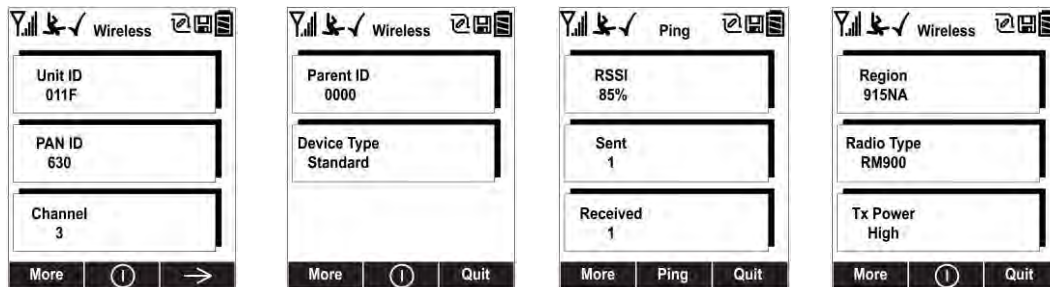 Wireless
Unit ID
011F
PAN ID
630
Channel
3
More
Wireless
Parent ID
0000
Device Type
Standard
More
Quit
Ping
RSSI
85%
Sent
1
Received
1
More
Ping
Quit
Wireless
Region
915NA
Radio Type
RM900
Tx Power
High
More
Quit